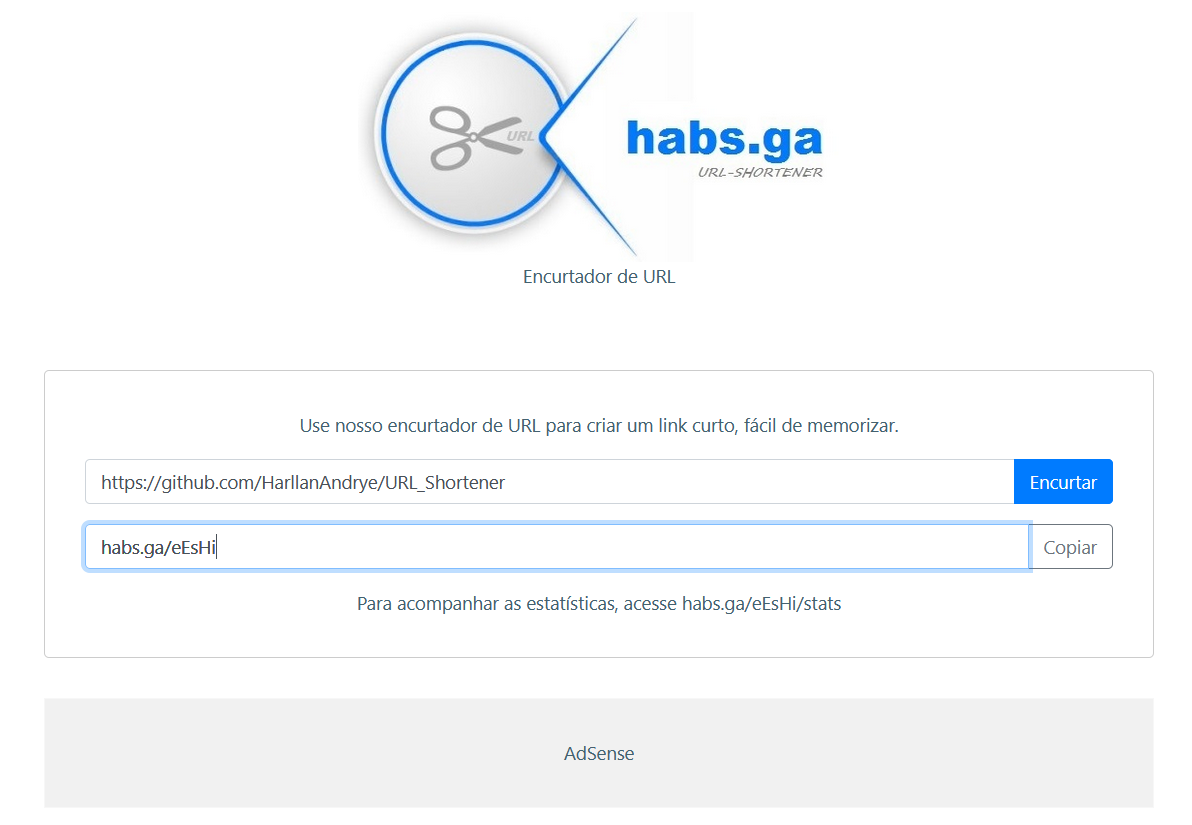 URL
habs.ga
URL-SHORTENER
Encurtador de URL
Use nosso encurtador de URL para criar um link curto, fácil de memorizar.
https://github.com/HarllanAndrye/URL_Shortener
Encurtar
habs.ga/eEsHi
Copiar
Para acompanhar as estatísticas, acesse habs.ga/eEsHi/stats
AdSense